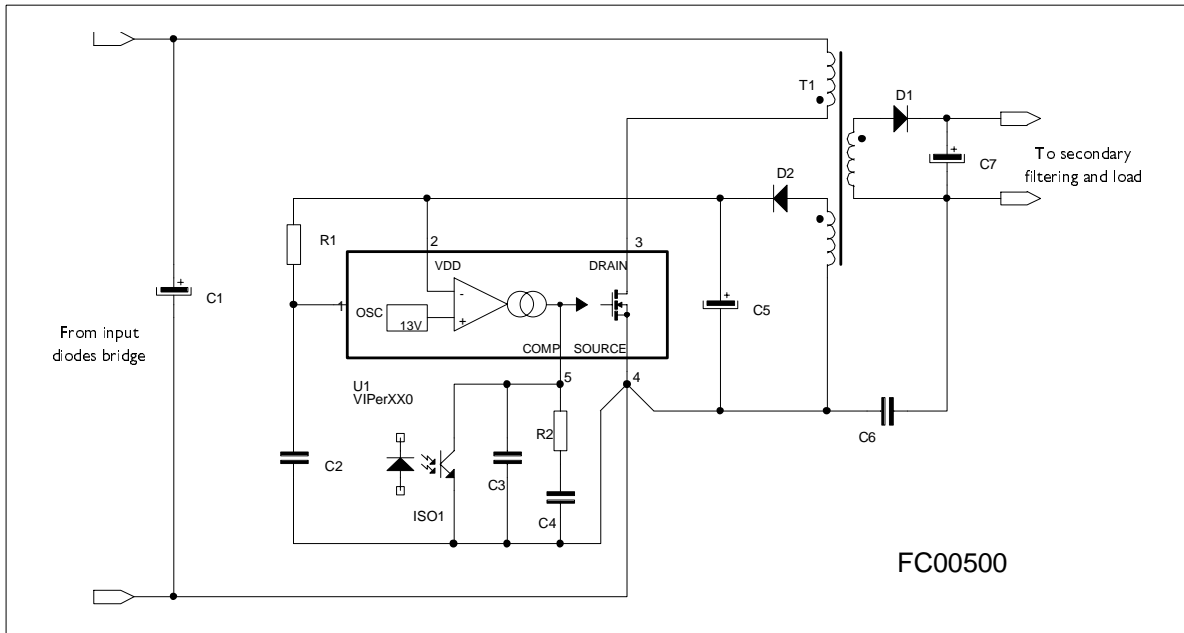 T1
D1
+
C7
To secondary
filtering and load
D2
R1
2
3
VDD
DRAIN
1
-
+
OSC
13V
COMP
SOURCE
+
C1
+
C5
From input
diodes bridge
U1
VIPerXX0
5
4
R2
C6
C2
C3
ISO1
C4
FC00500